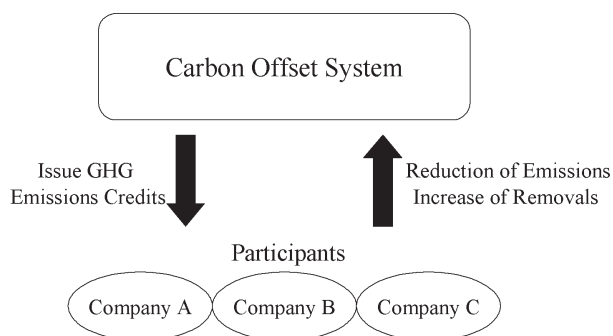 Carbon Offset System
Issue GHG
Emissions Credits
Reduction of Emissions
Increase of Removals
Participants
Company A
Company B
Company C